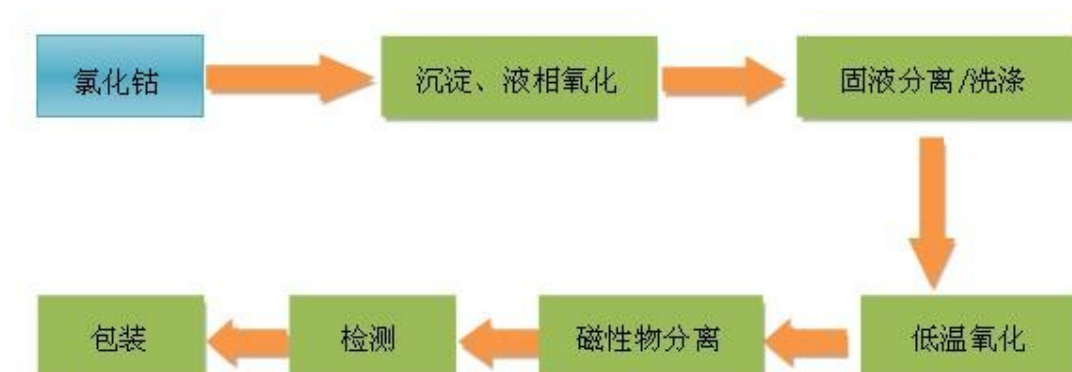 氯化钴
沉淀、液相氧化
固液分离/洗涤
低温氧化
磁性物分离
检测
包装